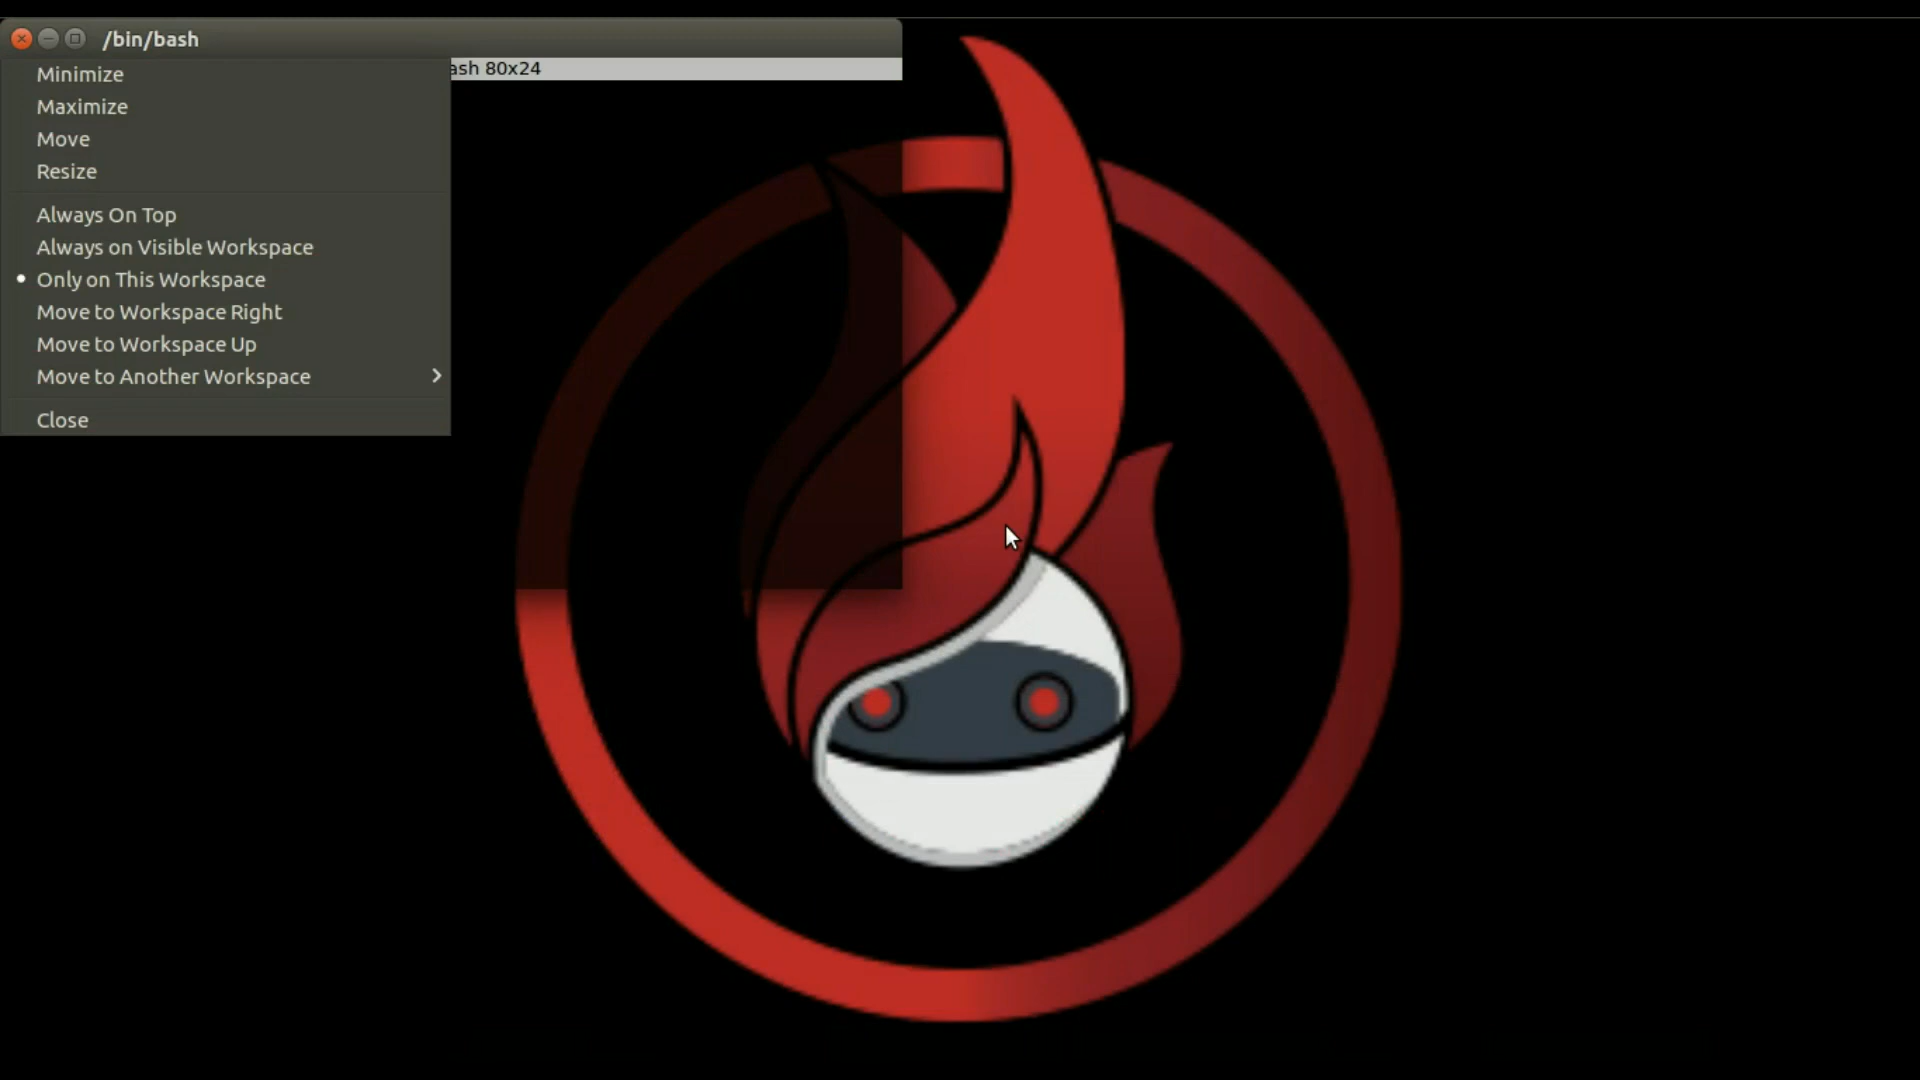 /bin/bash
ash 80x24
Minimize
Maximize
Move
Resize
Always On Top
Always on Visible Workspace
Only on This Workspace
Move to Workspace Right
Move to Workspace Up
Move to Another Workspace
Close